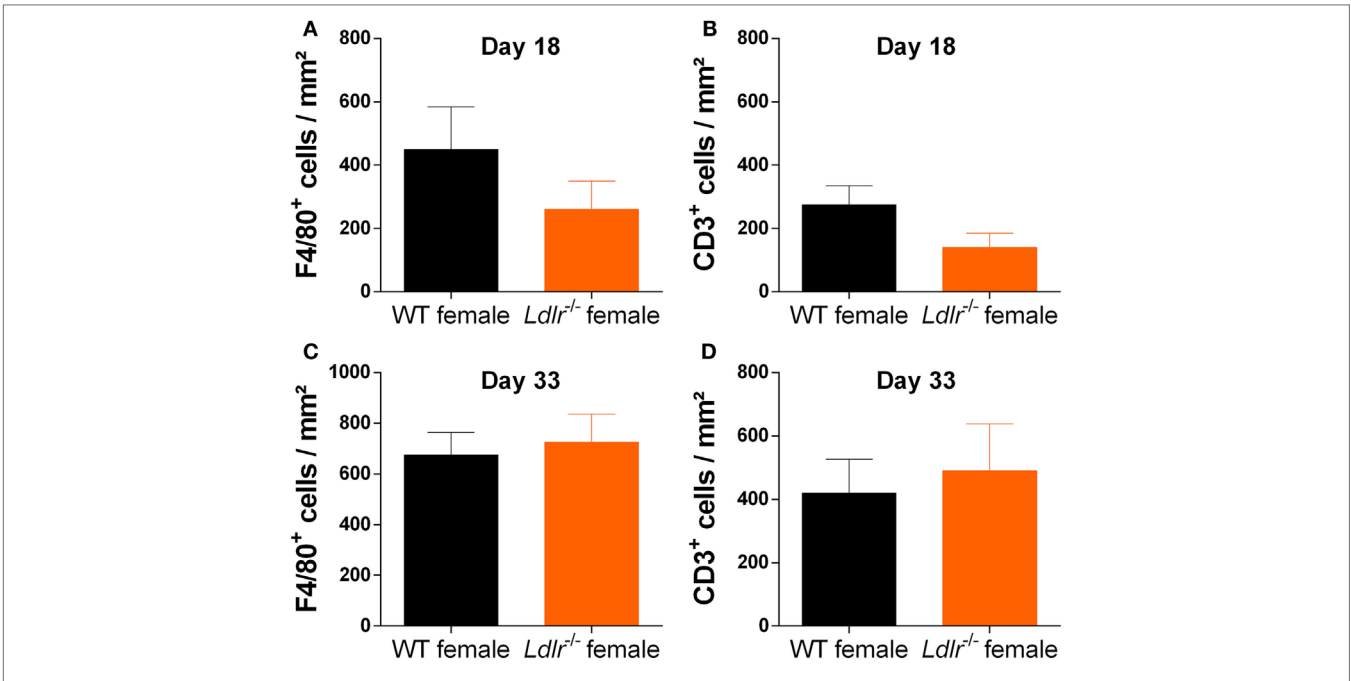 A
Day 18
F4/80⁺ cells / mm²
800
600
400
200
0
WT female
Ldlr⁻/⁻ female
B
Day 18
CD3⁺ cells / mm²
800
600
400
200
0
WT female
Ldlr⁻/⁻ female
C
Day 33
F4/80⁺ cells / mm²
1000
800
600
400
200
0
WT female
Ldlr⁻/⁻ female
D
Day 33
CD3⁺ cells / mm²
800
600
400
200
0
WT female
Ldlr⁻/⁻ female